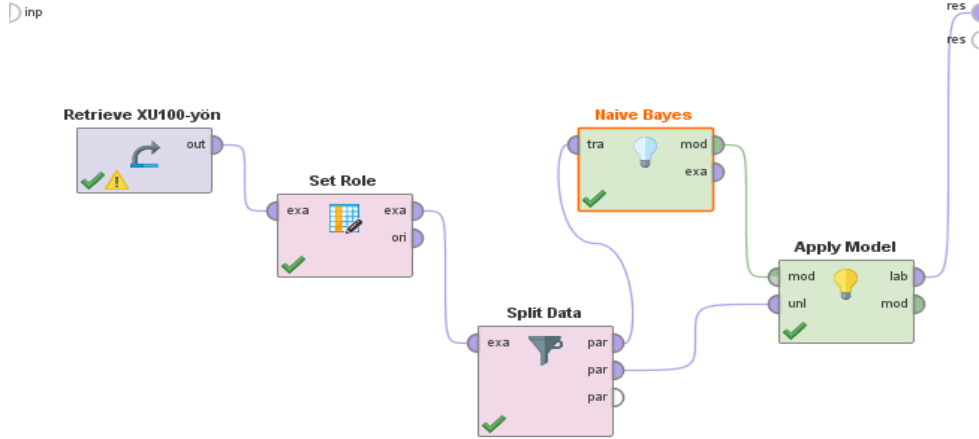 inp
res
res
Retrieve XU100-yön
out
Set Role
exa
exa
ori
Split Data
exa
par
par
par
Naive Bayes
tra
mod
exa
Apply Model
mod
lab
unl
mod